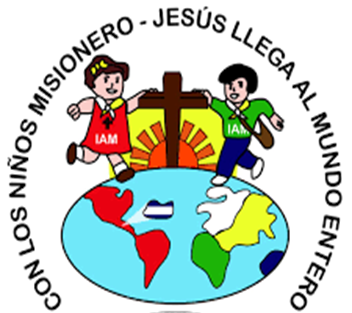 CON LOS NIÑOS MISIONERO - JESÚS LLEGA AL MUNDO ENTERO
IAM
IAM